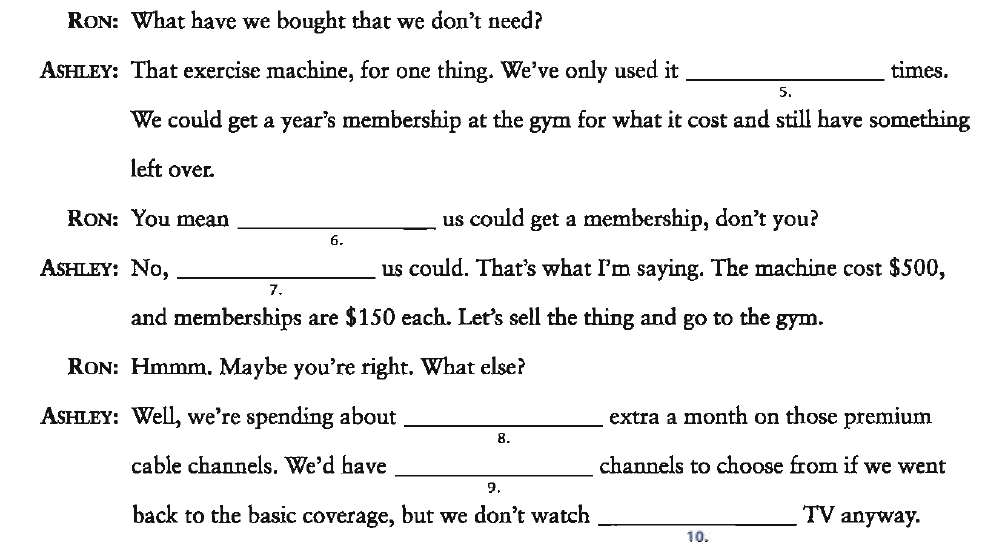 RON: What have we bought that we don't need?
ASHLEY: That exercise machine, for one thing. We've only used it ____________ times.
5.
We could get a year's membership at the gym for what it cost and still have something
left over.
RON: You mean ____________ us could get a membership, don't you?
6.
ASHLEY: No, ____________ us could. That's what I'm saying. The machine cost $500,
7.
and memberships are $150 each. Let's sell the thing and go to the gym.
RON: Hmmm. Maybe you're right. What else?
ASHLEY: Well, we're spending about ____________ extra a month on those premium
8.
cable channels. We'd have ____________ channels to choose from if we went
9.
back to the basic coverage, but we don't watch ____________ TV anyway.
10.